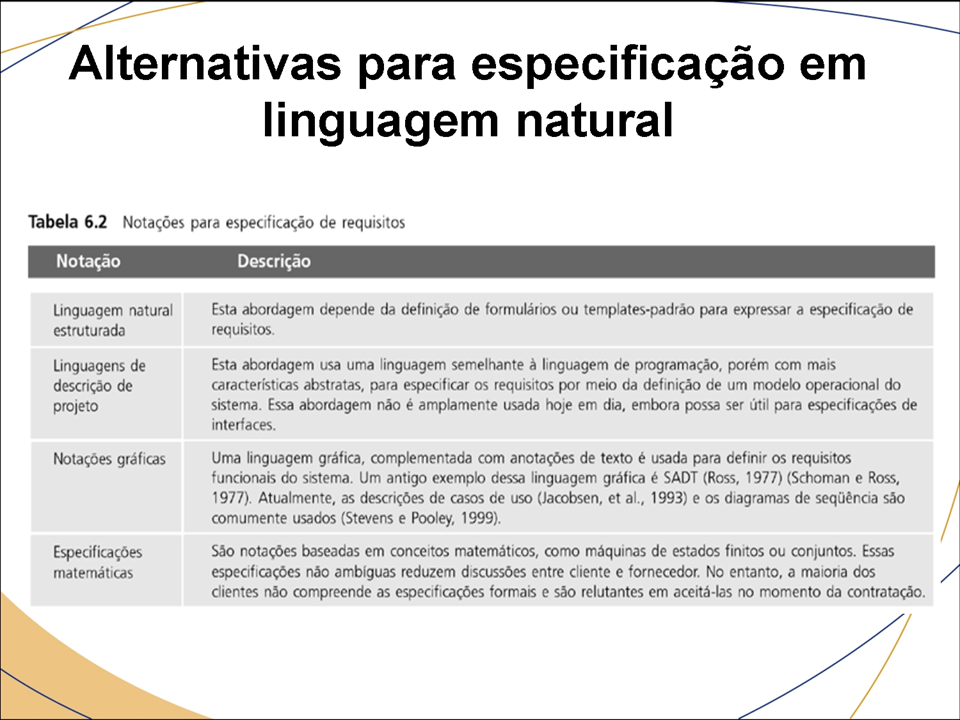 Alternativas para especificação em
linguagem natural
Tabela 6.2 Notações para especificação de requisitos
Notação Descrição
Linguagem natural
estruturada
Esta abordagem depende da definição de formulários ou templates-padrão para expressar a especificação de
requisitos.
Linguagens de
descrição de
projeto
Esta abordagem usa uma linguagem semelhante à linguagem de programação, porém com mais
características abstratas, para especificar os requisitos por meio da definição de um modelo operacional do
sistema. Essa abordagem não é amplamente usada hoje em dia, embora possa ser útil para especificações de
interfaces.
Notações gráficas
Uma linguagem gráfica, complementada com anotações de texto é usada para definir os requisitos
funcionais do sistema. Um antigo exemplo dessa linguagem gráfica é SADT (Ross, 1977) (Schoman e Ross,
1977). Atualmente, as descrições de casos de uso (Jacobsen, et al., 1993) e os diagramas de seqüência são
comumente usados (Stevens e Pooley, 1999).
Especificações
matemáticas
São notações baseadas em conceitos matemáticos, como máquinas de estados finitos ou conjuntos. Essas
especificações não ambíguas reduzem discussões entre cliente e fornecedor. No entanto, a maioria dos
clientes não compreende as especificações formais e são relutantes em aceitá-las no momento da contratação.